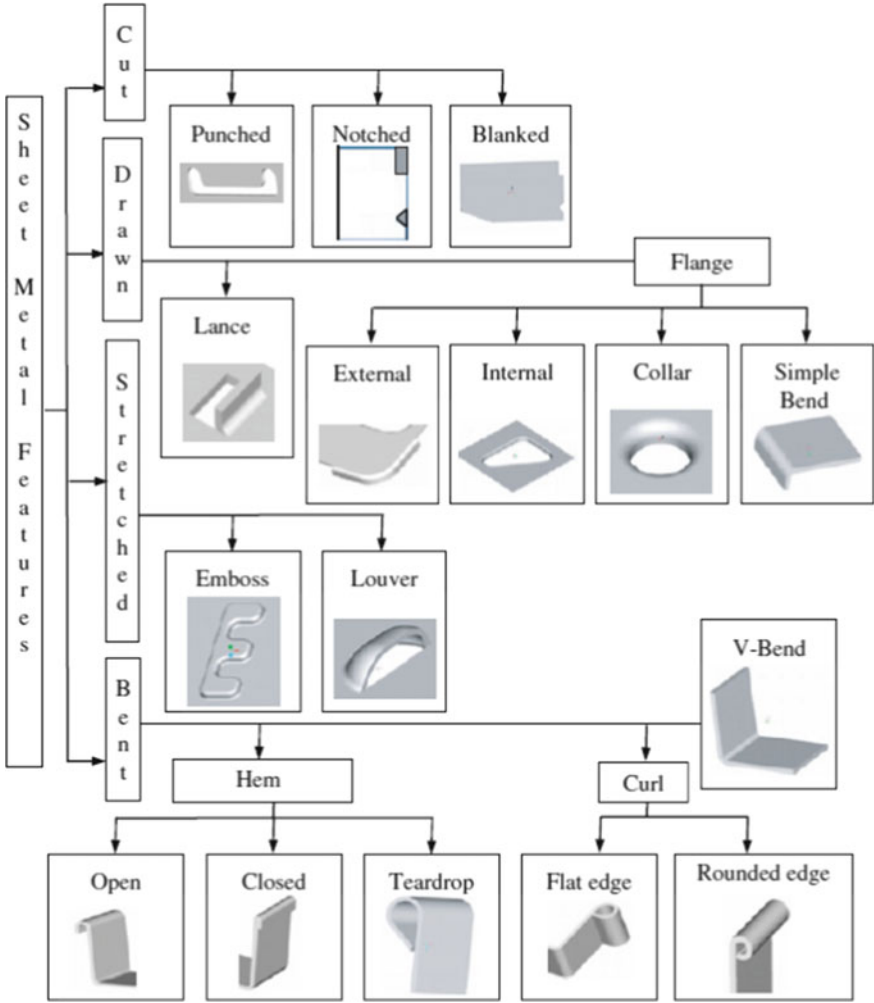 Sheet Metal Features
Cut
Punched
Notched
Blanked
Drawn
Flange
Lance
External
Internal
Collar
Simple
Bend
Stretched
Emboss
Louver
Bent
V-Bend
Hem
Curl
Open
Closed
Teardrop
Flat edge
Rounded edge